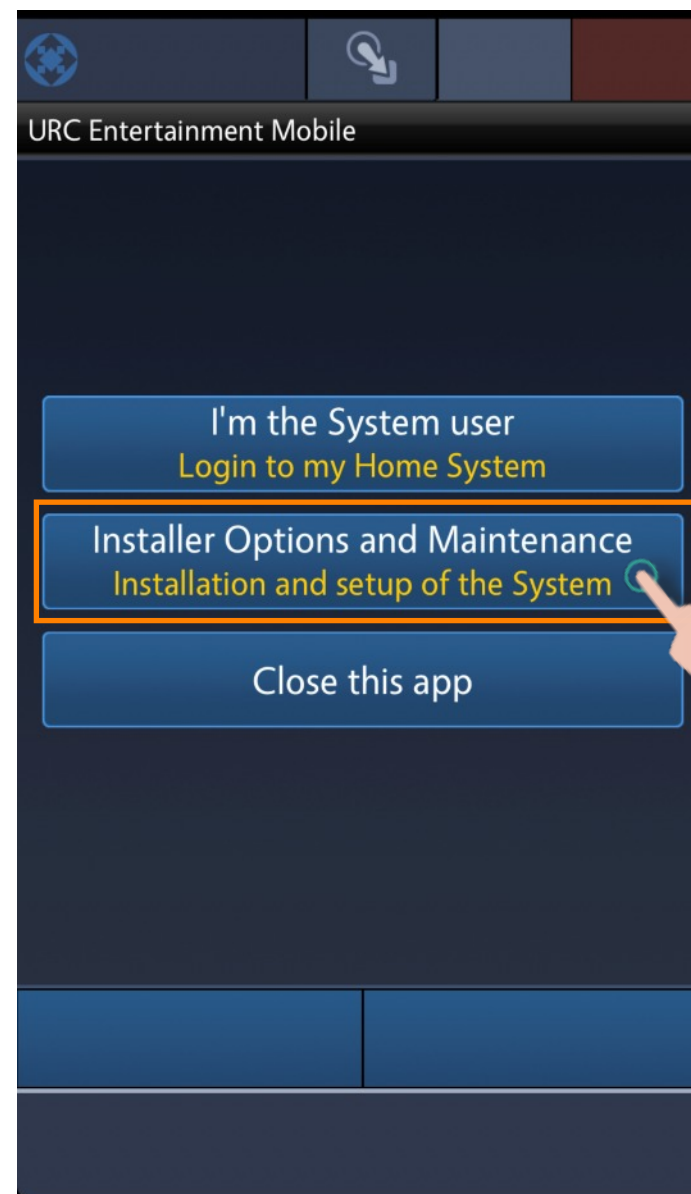 URC Entertainment Mobile
I'm the System user
Login to my Home System
Installer Options and Maintenance
Installation and setup of the System
Close this app